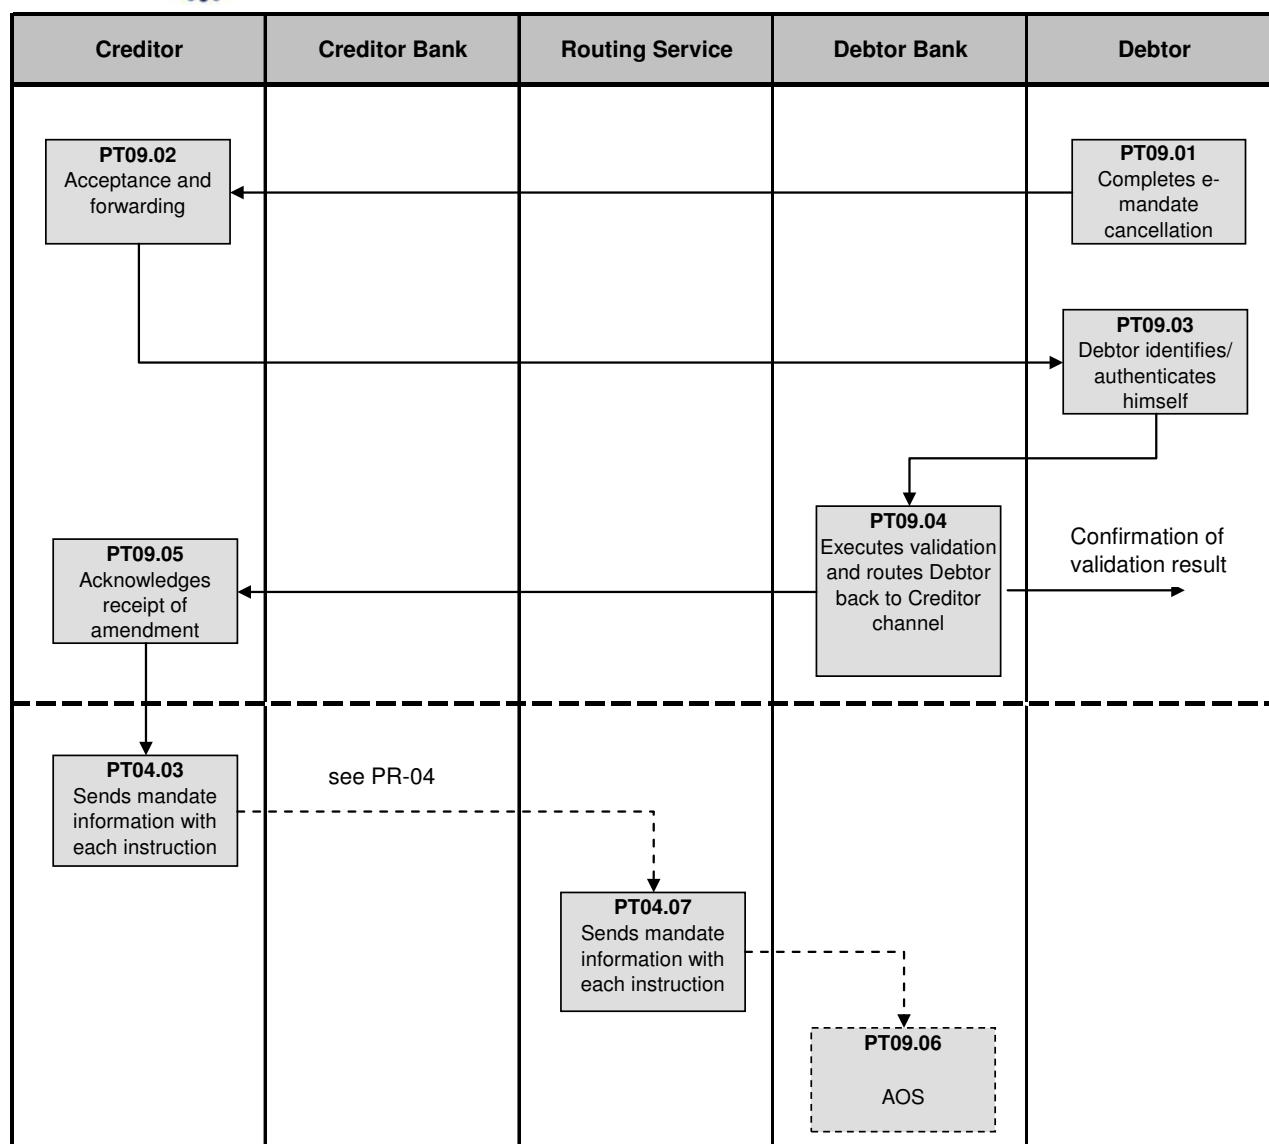 Creditor
Creditor Bank
Routing Service
Debtor Bank
Debtor
PT09.02
Acceptance and
forwarding
PT09.01
Completes e-
mandate
cancellation
PT09.03
Debtor identifies/
authenticates
himself
PT09.04
Executes validation
and routes Debtor
back to Creditor
channel
Confirmation of
validation result
PT09.05
Acknowledges
receipt of
amendment
PT04.03
Sends mandate
information with
each instruction
see PR-04
PT04.07
Sends mandate
information with
each instruction
PT09.06
AOS